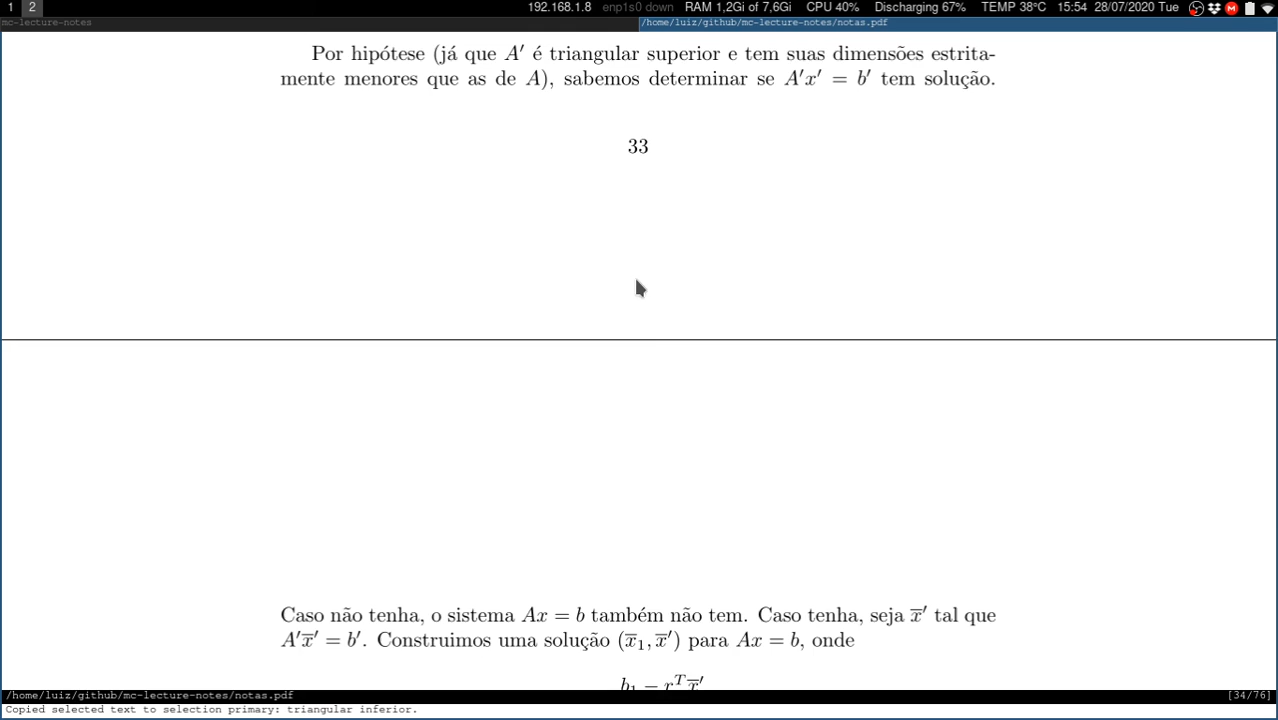 1 2 192.168.1.8 enp1s0 down RAM 1,2Gi of 7,6Gi CPU 40% Discharging 67% TEMP 38°C 15:54 28/07/2020 Tue
mc-lecture-notes /home/luiz/github/mc-lecture-notes/notas.pdf
Por hipótese (já que A′ é triangular superior e tem suas dimensões estrita-
mente menores que as de A), sabemos determinar se A′x′ = b′ tem solução.
33
Caso não tenha, o sistema Ax = b também não tem. Caso tenha, seja x̅′ tal que
A′x̅′ = b′. Construimos uma solução (x̅₁, x̅′) para Ax = b, onde
b₁ − rᵀx̅′
/home/luiz/github/mc-lecture-notes/notas.pdf [34/76]
Copied selected text to selection primary: triangular inferior.